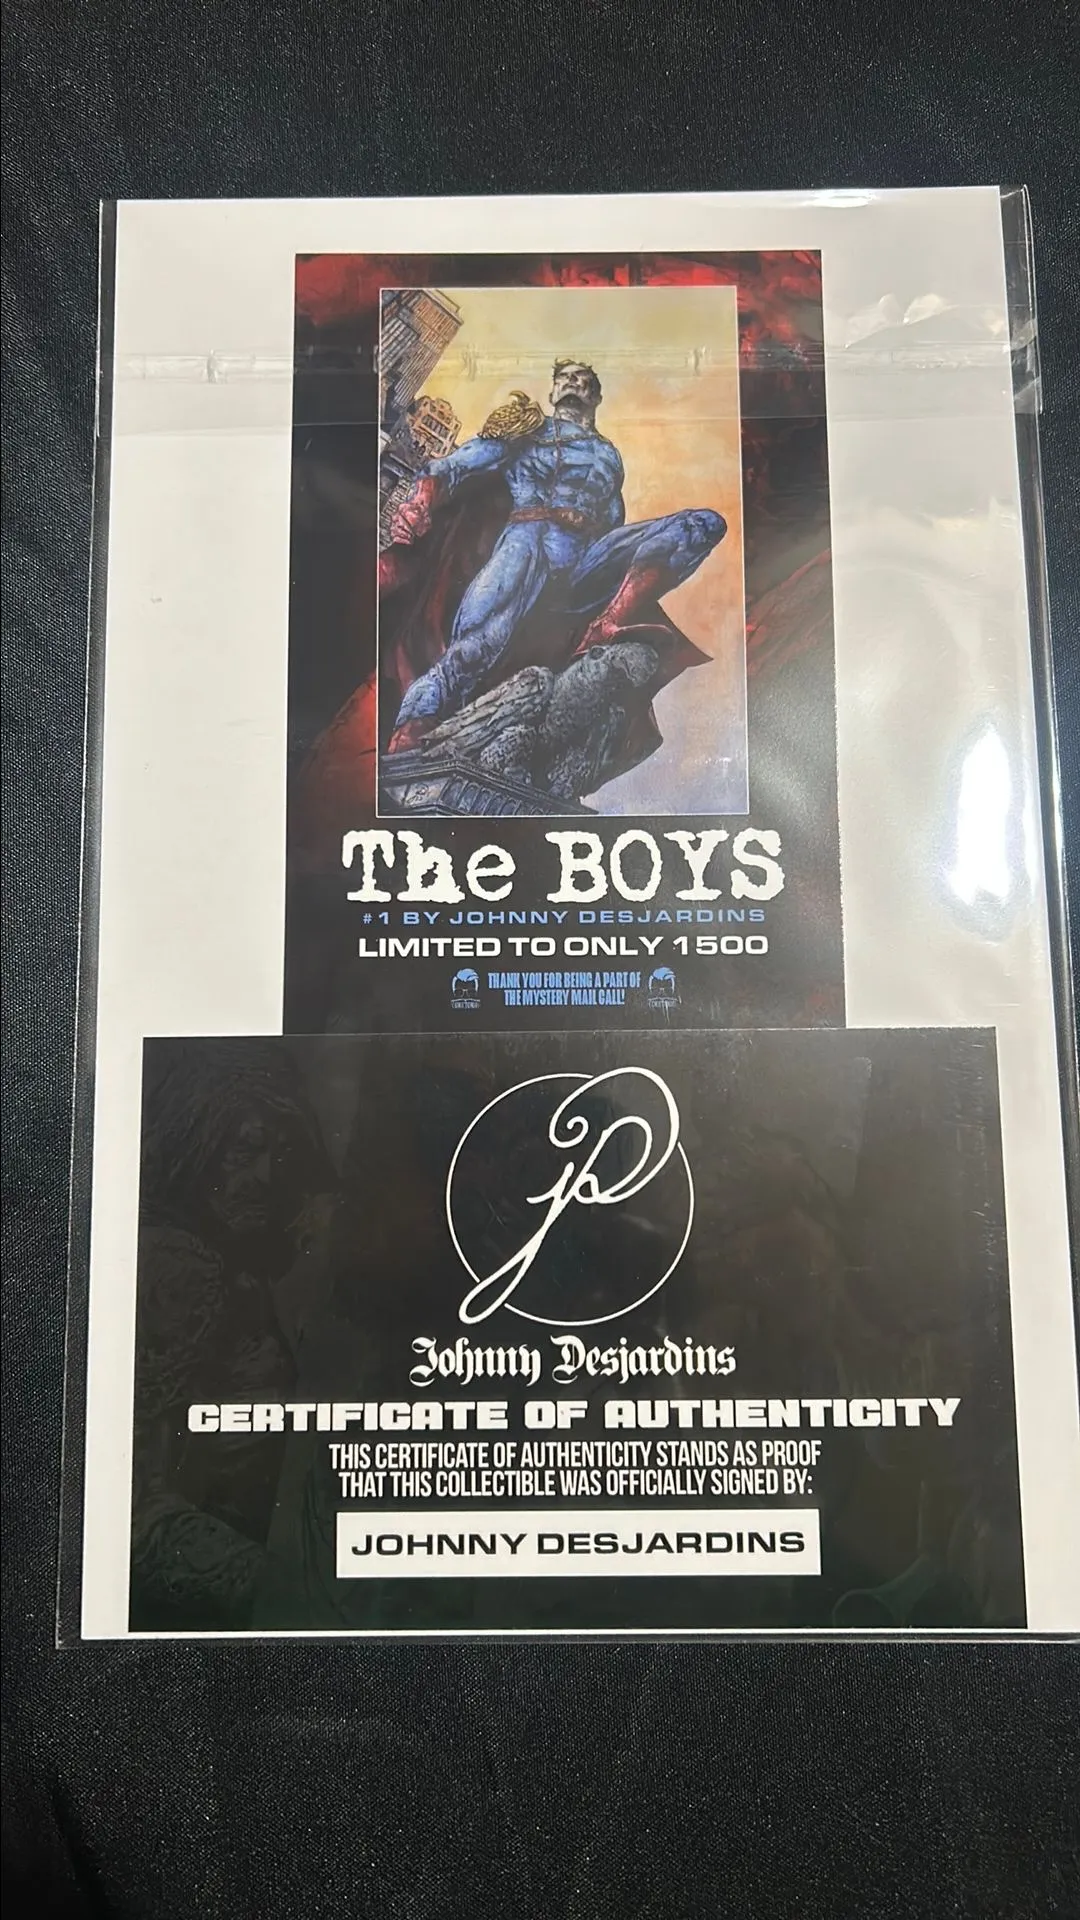 The BOYS
#1 BY JOHNNY DESJARDINS
LIMITED TO ONLY 1500
THANK YOU FOR BEING A PART OF
THE MYSTERY MAIL CALL!
Johnny Desjardins
CERTIFICATE OF AUTHENTICITY
THIS CERTIFICATE OF AUTHENTICITY STANDS AS PROOF
THAT THIS COLLECTIBLE WAS OFFICIALLY SIGNED BY:
JOHNNY DESJARDINS